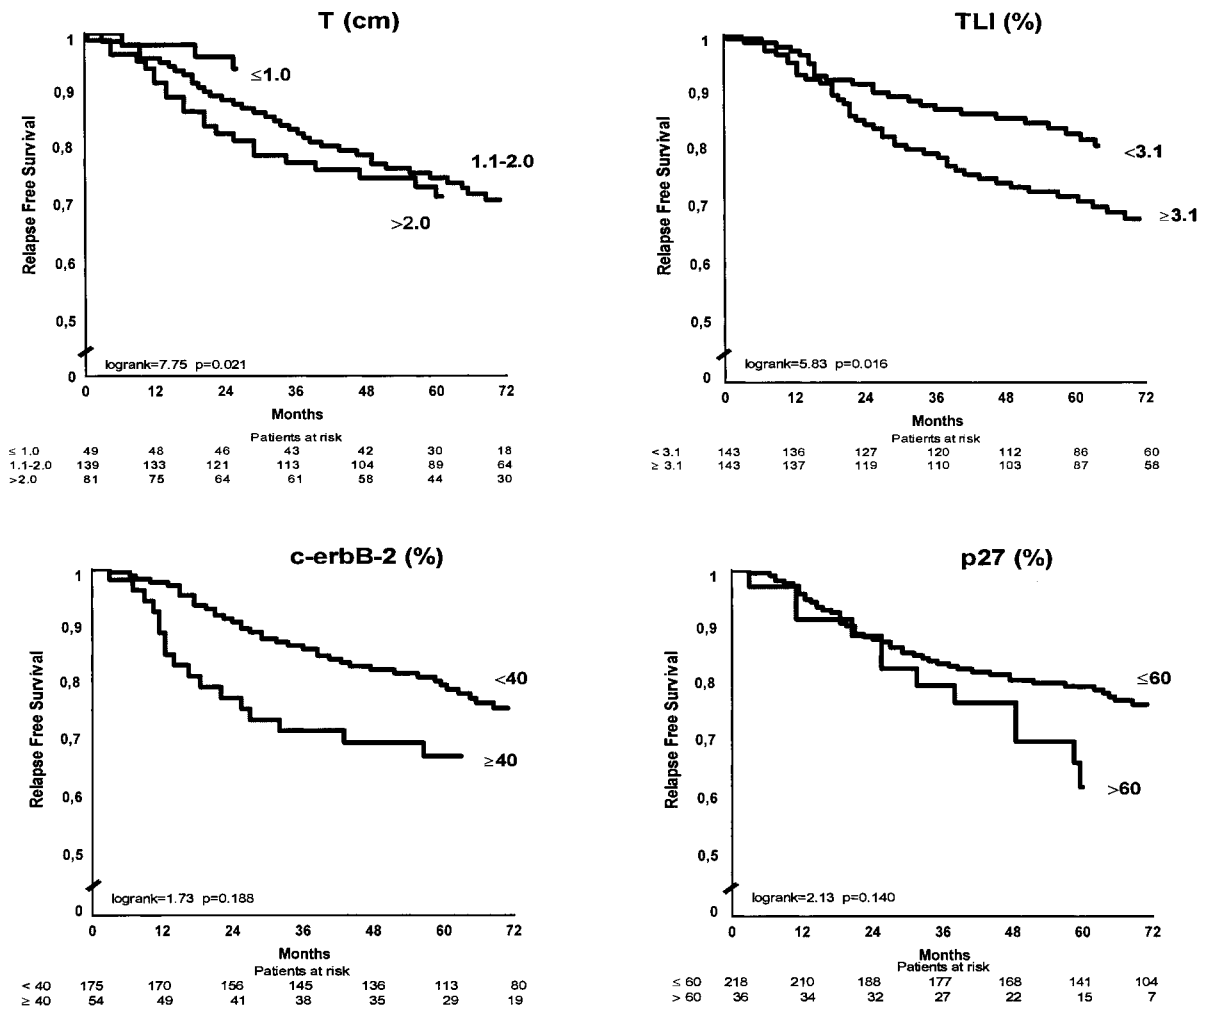 T (cm)
Relapse Free Survival
1
0,9
0,8
0,7
0,6
0,5
0
≤1.0
1.1-2.0
>2.0
logrank=7.75 p=0.021
0 12 24 36 48 60 72
Months
Patients at risk
≤ 1.0 49 48 46 43 42 30 18
1.1-2.0 139 133 121 113 104 89 64
>2.0 81 75 64 61 58 44 30
TLI (%)
Relapse Free Survival
1
0,9
0,8
0,7
0,6
0,5
0
<3.1
≥3.1
logrank=5.83 p=0.016
0 12 24 36 48 60 72
Months
Patients at risk
< 3.1 143 136 127 120 112 86 60
≥ 3.1 143 137 119 110 103 87 58
c-erbB-2 (%)
Relapse Free Survival
1
0,9
0,8
0,7
0,6
0,5
0
<40
≥40
logrank=1.73 p=0.188
0 12 24 36 48 60 72
Months
Patients at risk
< 40 175 170 156 145 136 113 80
≥ 40 54 49 41 38 35 29 19
p27 (%)
Relapse Free Survival
1
0,9
0,8
0,7
0,6
0,5
0
≤60
>60
logrank=2.13 p=0.140
0 12 24 36 48 60 72
Months
Patients at risk
≤ 60 218 210 188 177 168 141 104
> 60 36 34 32 27 22 15 7